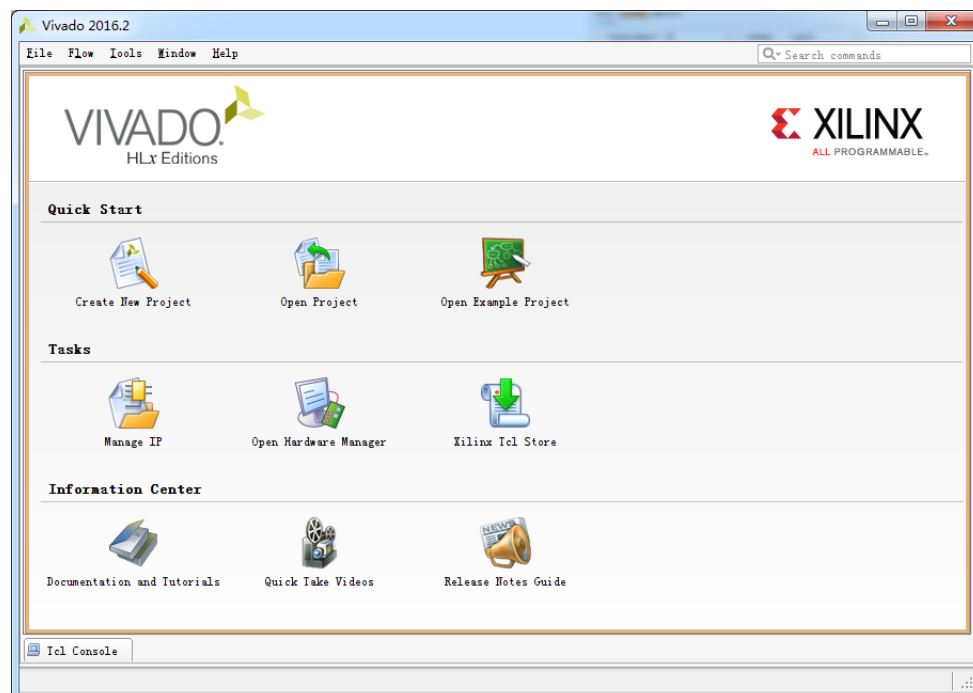 Vivado 2016.2
File Flow Tools Window Help
Search commands
VIVADO.
HLx Editions
XILINX
ALL PROGRAMMABLE™
Quick Start
Create New Project
Open Project
Open Example Project
Tasks
Manage IP
Open Hardware Manager
Xilinx Tcl Store
Information Center
NEWS
Documentation and Tutorials
Quick Take Videos
Release Notes Guide
Tcl Console